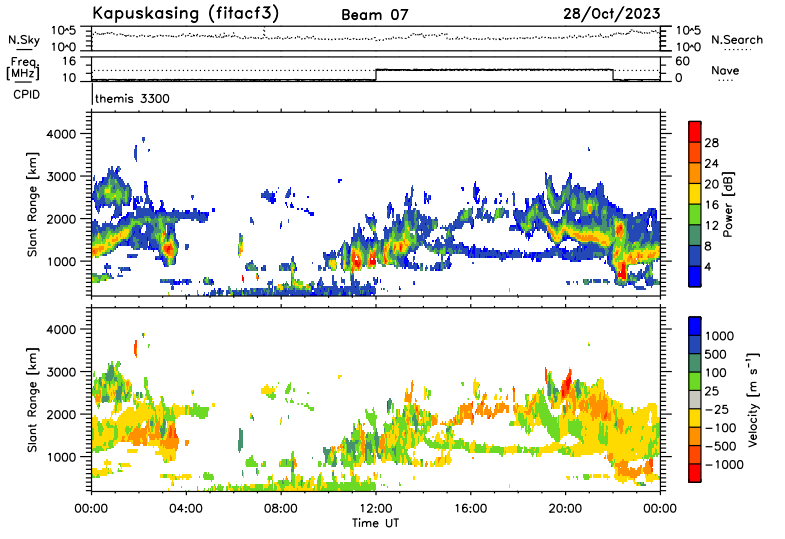 Kapuskasing (fitacf3) Beam 07 28/Oct/2023
N.Sky 10^5 10^0 10^5 10^0 N.Search
Freq. [MHz] 16 10 60 0 Nave
CPID themis 3300
Slant Range [km] 4000 3000 2000 1000
Power [dB] 28 24 20 16 12 8 4
Slant Range [km] 4000 3000 2000 1000
Velocity [m s^-1] 1000 500 100 25 -25 -100 -500 -1000
00:00 04:00 08:00 12:00 16:00 20:00 00:00
Time UT